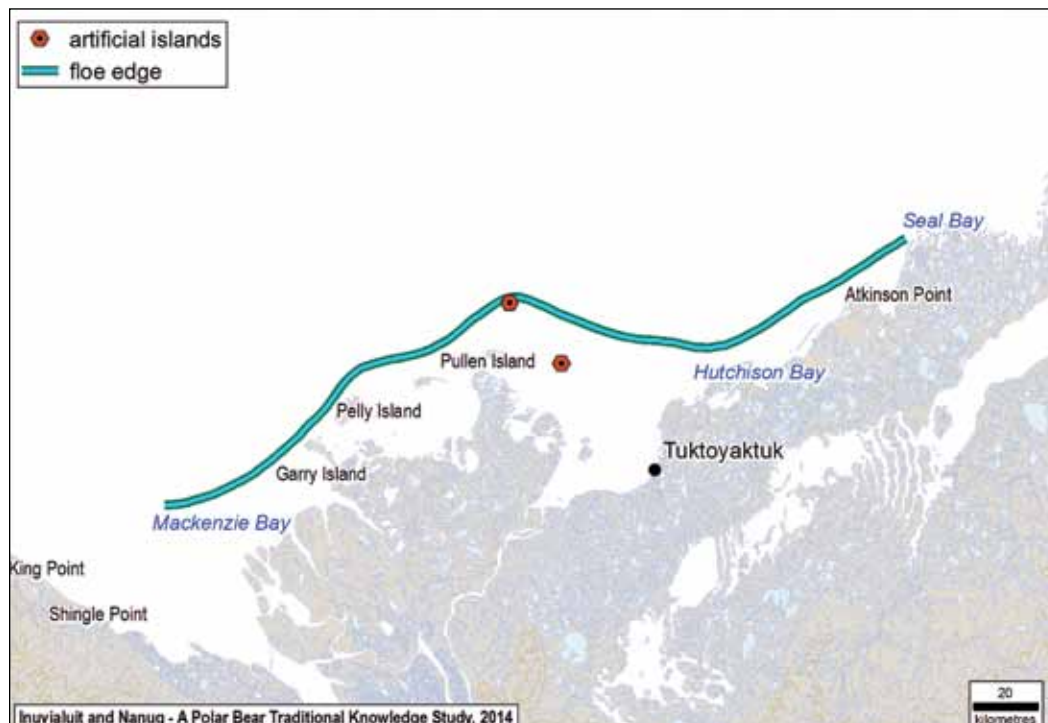 artificial islands
floe edge
Seal Bay
Atkinson Point
Pullen Island
Hutchison Bay
Pelly Island
Tuktoyaktuk
Garry Island
Mackenzie Bay
King Point
Shingle Point
20
kilometres
Inuvialuit and Nanuq - A Polar Bear Traditional Knowledge Study, 2014